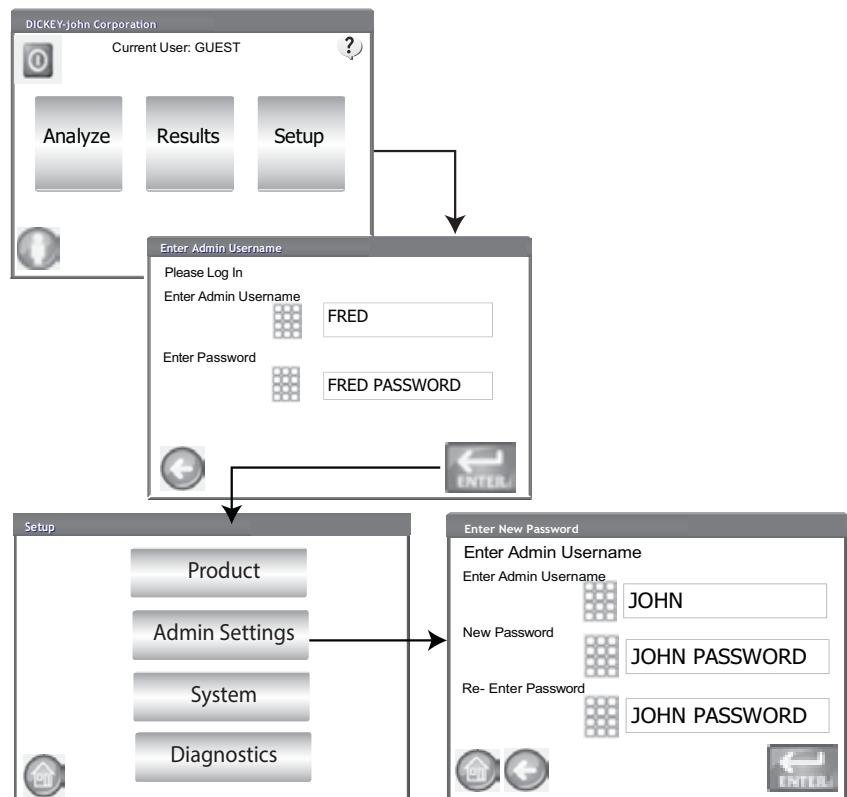 DICKEY-john Corporation
Current User: GUEST
?
Analyze
Results
Setup
Enter Admin Username
Please Log In
Enter Admin Username
FRED
Enter Password
FRED PASSWORD
ENTER
Setup
Product
Admin Settings
System
Diagnostics
Enter New Password
Enter Admin Username
Enter Admin Username
JOHN
New Password
JOHN PASSWORD
Re- Enter Password
JOHN PASSWORD
ENTER